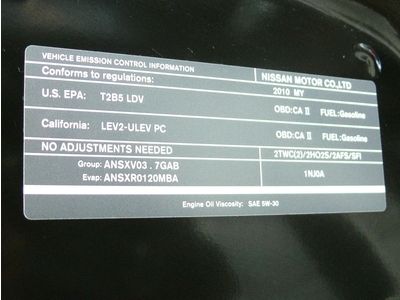 VEHICLE EMISSION CONTROL INFORMATION
NISSAN MOTOR CO.,LTD
Conforms to regulations:
2010 MY
U.S. EPA: T2B5 LDV
OBD:CA II FUEL:Gasoline
California: LEV2-ULEV PC
OBD:CA II FUEL:Gasoline
NO ADJUSTMENTS NEEDED
2TWC(2)/2HO2S/2AFS/SFI
Group: ANSXV03.7GAB
1NJ0A
Evap: ANSXR0120MBA
Engine Oil Viscosity: SAE 5W-30